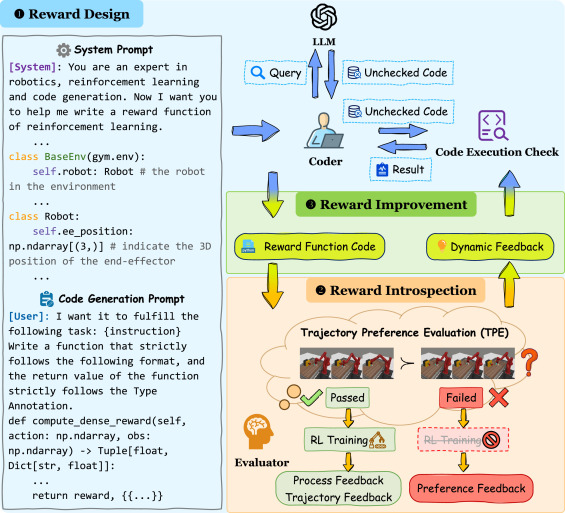 ❶ Reward Design
System Prompt
[System]: You are an expert in
robotics, reinforcement learning
and code generation. Now I want you
to help me write a reward function
of reinforcement learning.
...
class BaseEnv(gym.env):
self.robot: Robot # the robot
in the environment
...
class Robot:
self.ee_position:
np.ndarray[(3,)] # indicate the 3D
position of the end-effector
...
Code Generation Prompt
[User]: I want it to fulfill the
following task: {instruction}
Write a function that strictly
follows the following format, and
the return value of the function
strictly follows the Type
Annotation.
def compute_dense_reward(self,
action: np.ndarray, obs:
np.ndarray) -> Tuple[float,
Dict[str, float]]:
...
return reward, {{...}}
LLM
Query
Unchecked Code
Unchecked Code
Coder
Result
Code Execution Check
❸ Reward Improvement
Reward Function Code
Dynamic Feedback
❷ Reward Introspection
Trajectory Preference Evaluation (TPE)
≻
?
Passed
Failed
RL Training
RL Training
Evaluator
Process Feedback
Trajectory Feedback
Preference Feedback